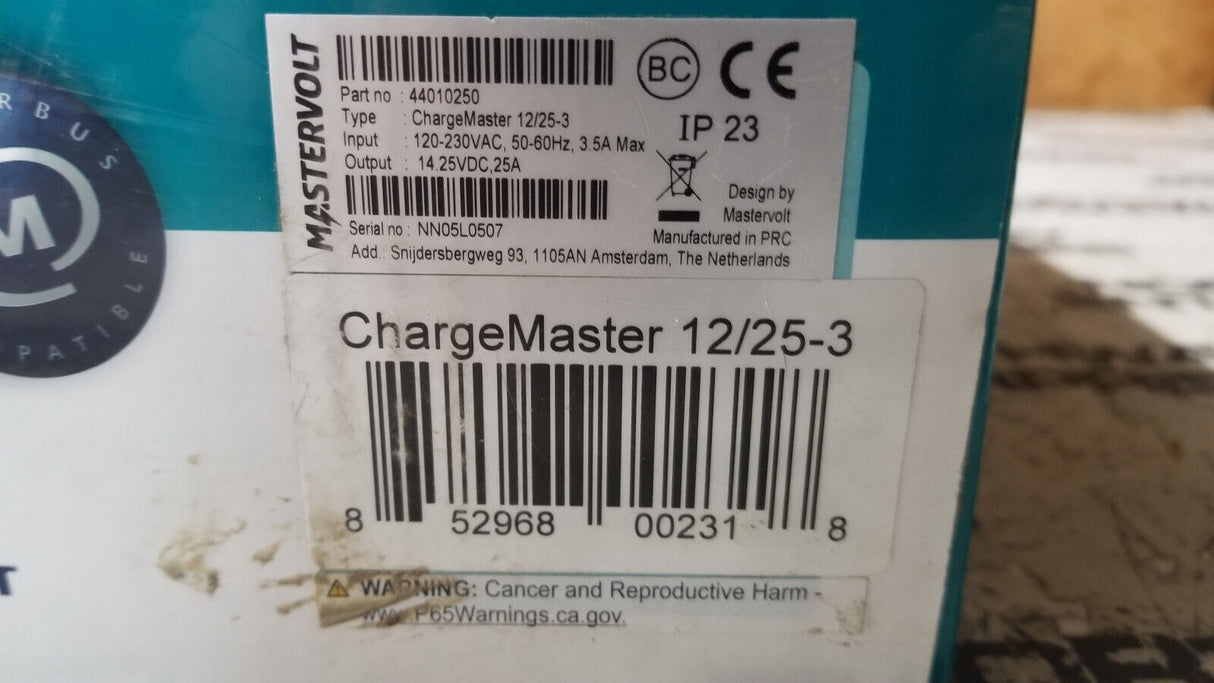 MASTERVOLT
Part no : 44010250
Type : ChargeMaster 12/25-3
Input : 120-230VAC, 50-60Hz, 3.5A Max
Output : 14.25VDC,25A
Serial no : NN05L0507
Add.: Snijdersbergweg 93, 1105AN Amsterdam, The Netherlands
BC CE
IP 23
Design by
Mastervolt
Manufactured in PRC
R BUS
M
PATIBLE
ChargeMaster 12/25-3
8 52968 00231 8
T
WARNING: Cancer and Reproductive Harm -
www.P65Warnings.ca.gov.